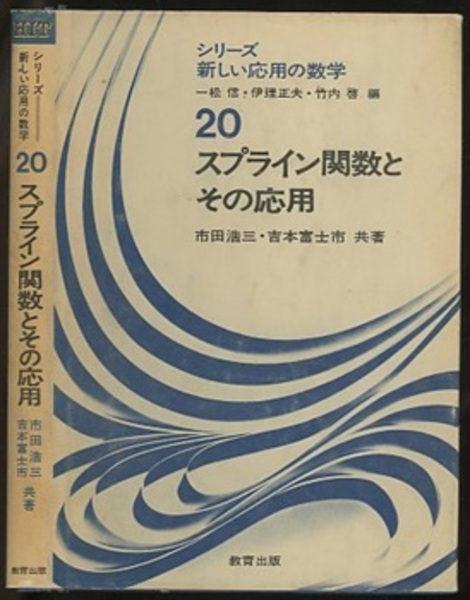 シリーズ
新しい応用の数学
20
スプライン関数とその応用
市田浩三
吉本富士市
共著
教育出版
シリーズ
新しい応用の数学
一松 信・伊理正夫・竹内 啓 編
20
スプライン関数と
その応用
市田浩三・吉本富士市 共著
教育出版